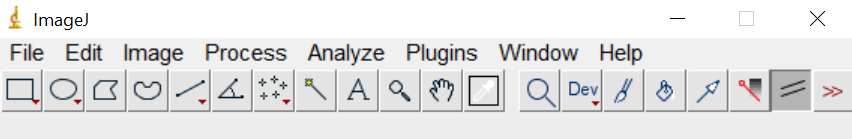 ImageJ
File Edit Image Process Analyze Plugins Window Help
A Dev >>